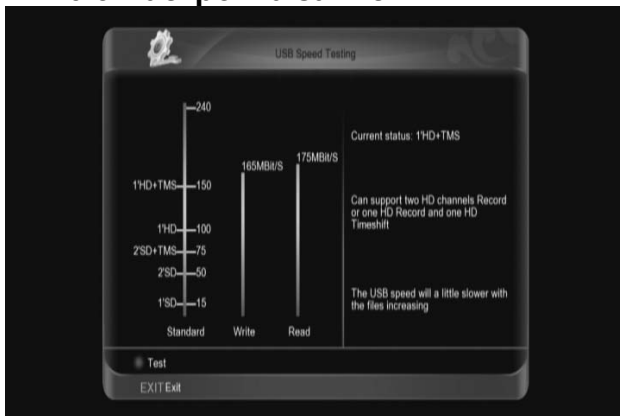 USB Speed Testing
240
1'HD+TMS 150
1'HD 100
2'SD+TMS 75
2'SD 50
1'SD 15
Standard
165MBit/S
Write
175MBit/S
Read
Current status: 1'HD+TMS
Can support two HD channels Record
or one HD Record and one HD
Timeshift
The USB speed will a little slower with
the files increasing
Test
EXIT Exit